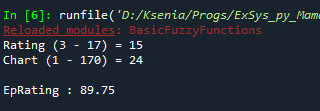 In [6]: runfile('D:/Ksenia/Progs/ExSys_py_Mam
Reloaded modules: BasicFuzzyFunctions
Rating (3 - 17) = 15
Chart (1 - 170) = 24
EpRating : 89.75